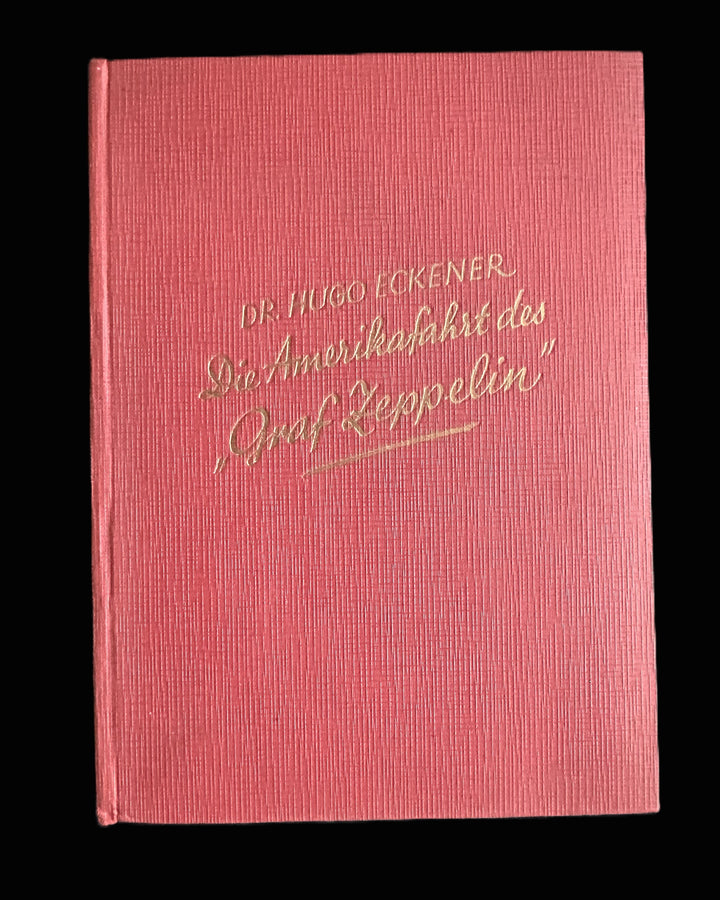 DR. HUGO ECKENER
Die Amerikafahrt des
„Graf Zeppelin”